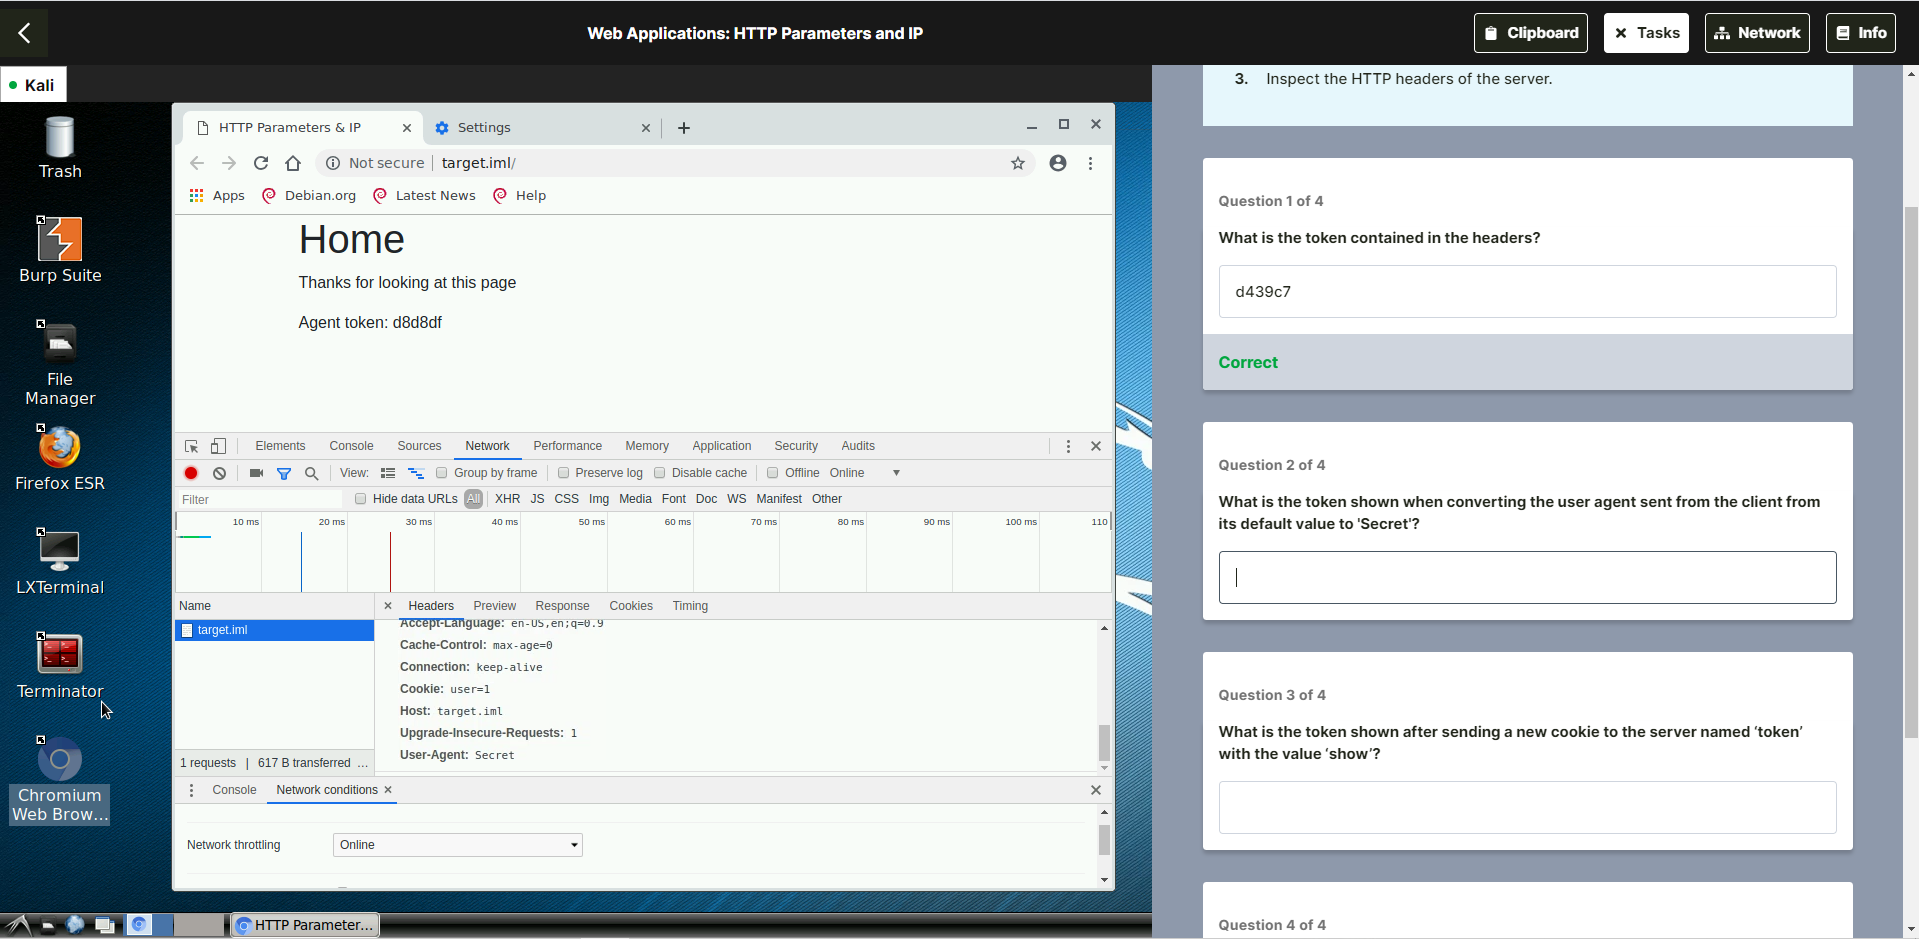 Web Applications: HTTP Parameters and IP
Clipboard
Tasks
Network
Info
Kali
Trash
Burp Suite
File
Manager
Firefox ESR
LXTerminal
Terminator
Chromium
Web Brow...
HTTP Parameters & IP
Settings
Not secure
target.iml/
Apps
Debian.org
Latest News
Help
Home
Thanks for looking at this page
Agent token: d8d8df
Elements
Console
Sources
Network
Performance
Memory
Application
Security
Audits
View:
Group by frame
Preserve log
Disable cache
Offline
Online
Filter
Hide data URLs
All
XHR
JS
CSS
Img
Media
Font
Doc
WS
Manifest
Other
10 ms
20 ms
30 ms
40 ms
50 ms
60 ms
70 ms
80 ms
90 ms
100 ms
110
Name
Headers
Preview
Response
Cookies
Timing
target.iml
Accept-Language: en-US,en;q=0.9
Cache-Control: max-age=0
Connection: keep-alive
Cookie: user=1
Host: target.iml
Upgrade-Insecure-Requests: 1
User-Agent: Secret
1 requests | 617 B transferred ...
Console
Network conditions
Network throttling
Online
HTTP Parameter...
3. Inspect the HTTP headers of the server.
Question 1 of 4
What is the token contained in the headers?
d439c7
Correct
Question 2 of 4
What is the token shown when converting the user agent sent from the client from
its default value to 'Secret'?
Question 3 of 4
What is the token shown after sending a new cookie to the server named ‘token’
with the value ‘show’?
Question 4 of 4